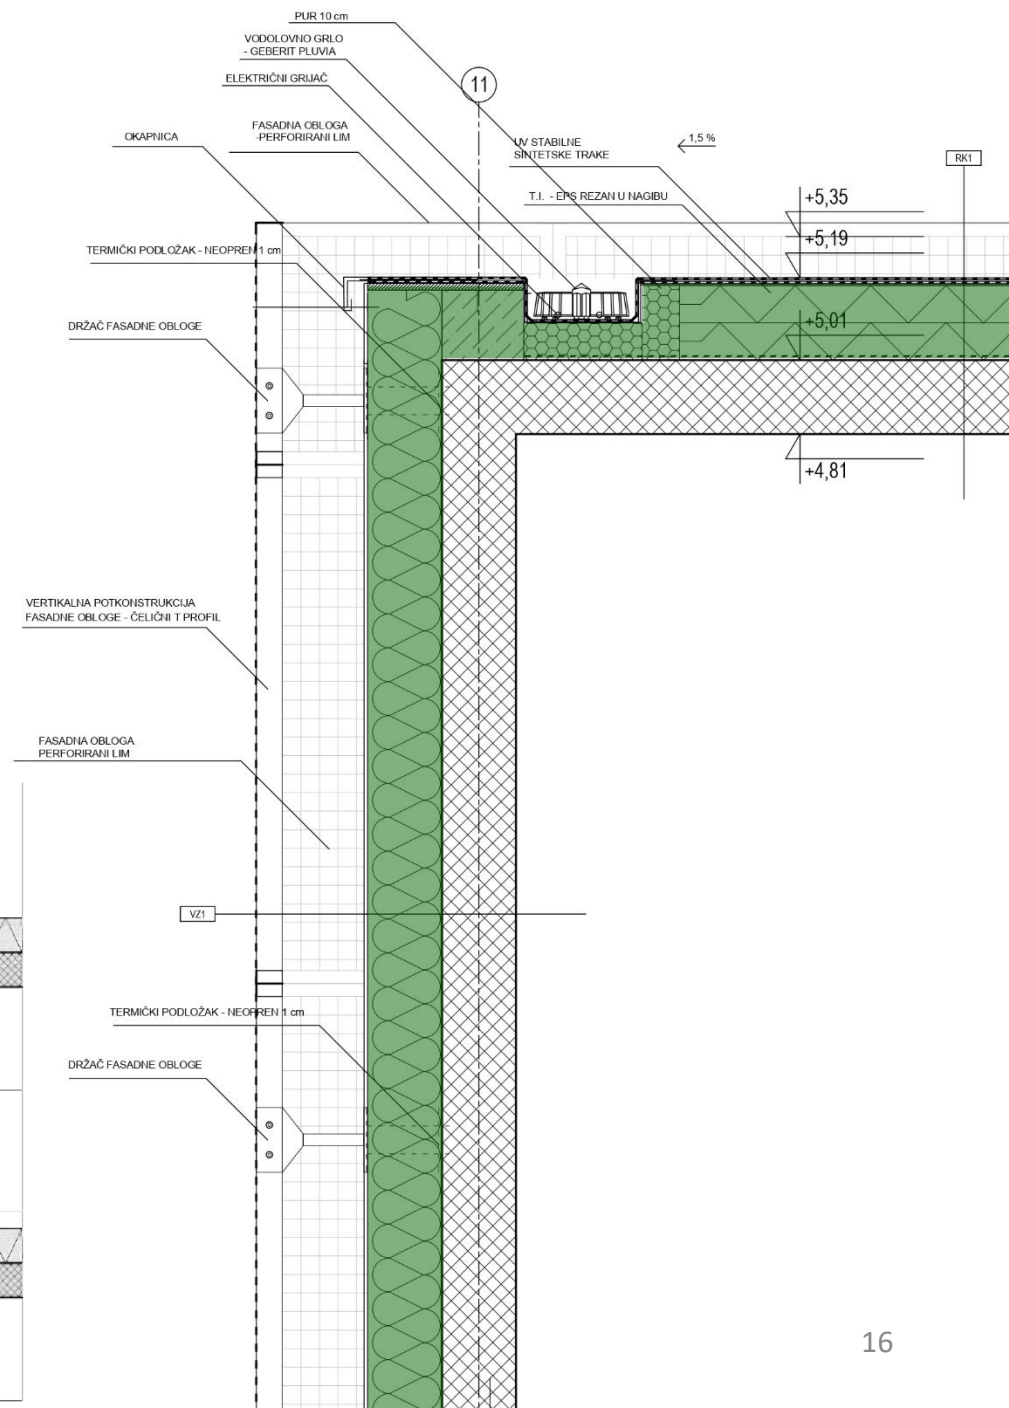 PUR 10 cm
VODOLOVNO GRLO
- GEBERIT PLUVIA
ELEKTRIČNI GRIJAČ
11
OKAPNICA
FASADNA OBLOGA
-PERFORIRANI LIM
UV STABILNE
SINTETSKE TRAKE
1,5 %
RK1
T.I. - EPS REZAN U NAGIBU
+5,35
+5,19
TERMIČKI PODLOŽAK - NEOPREN 1 cm
DRŽAČ FASADNE OBLOGE
+5,01
+4,81
VERTIKALNA POTKONSTRUKCIJA
FASADNE OBLOGE - ČELIČNI T PROFIL
FASADNA OBLOGA
PERFORIRANI LIM
VZ1
TERMIČKI PODLOŽAK - NEOPREN 1 cm
DRŽAČ FASADNE OBLOGE
16